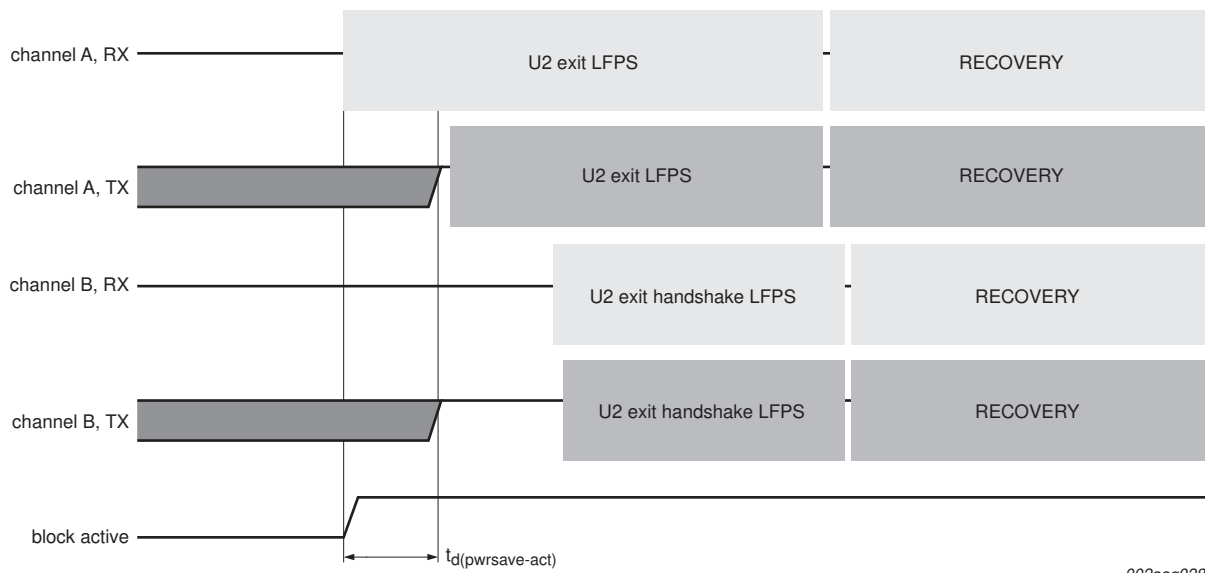 channel A, RX
U2 exit LFPS
RECOVERY
channel A, TX
U2 exit LFPS
RECOVERY
channel B, RX
U2 exit handshake LFPS
RECOVERY
channel B, TX
U2 exit handshake LFPS
RECOVERY
block active
td(pwrsave-act)